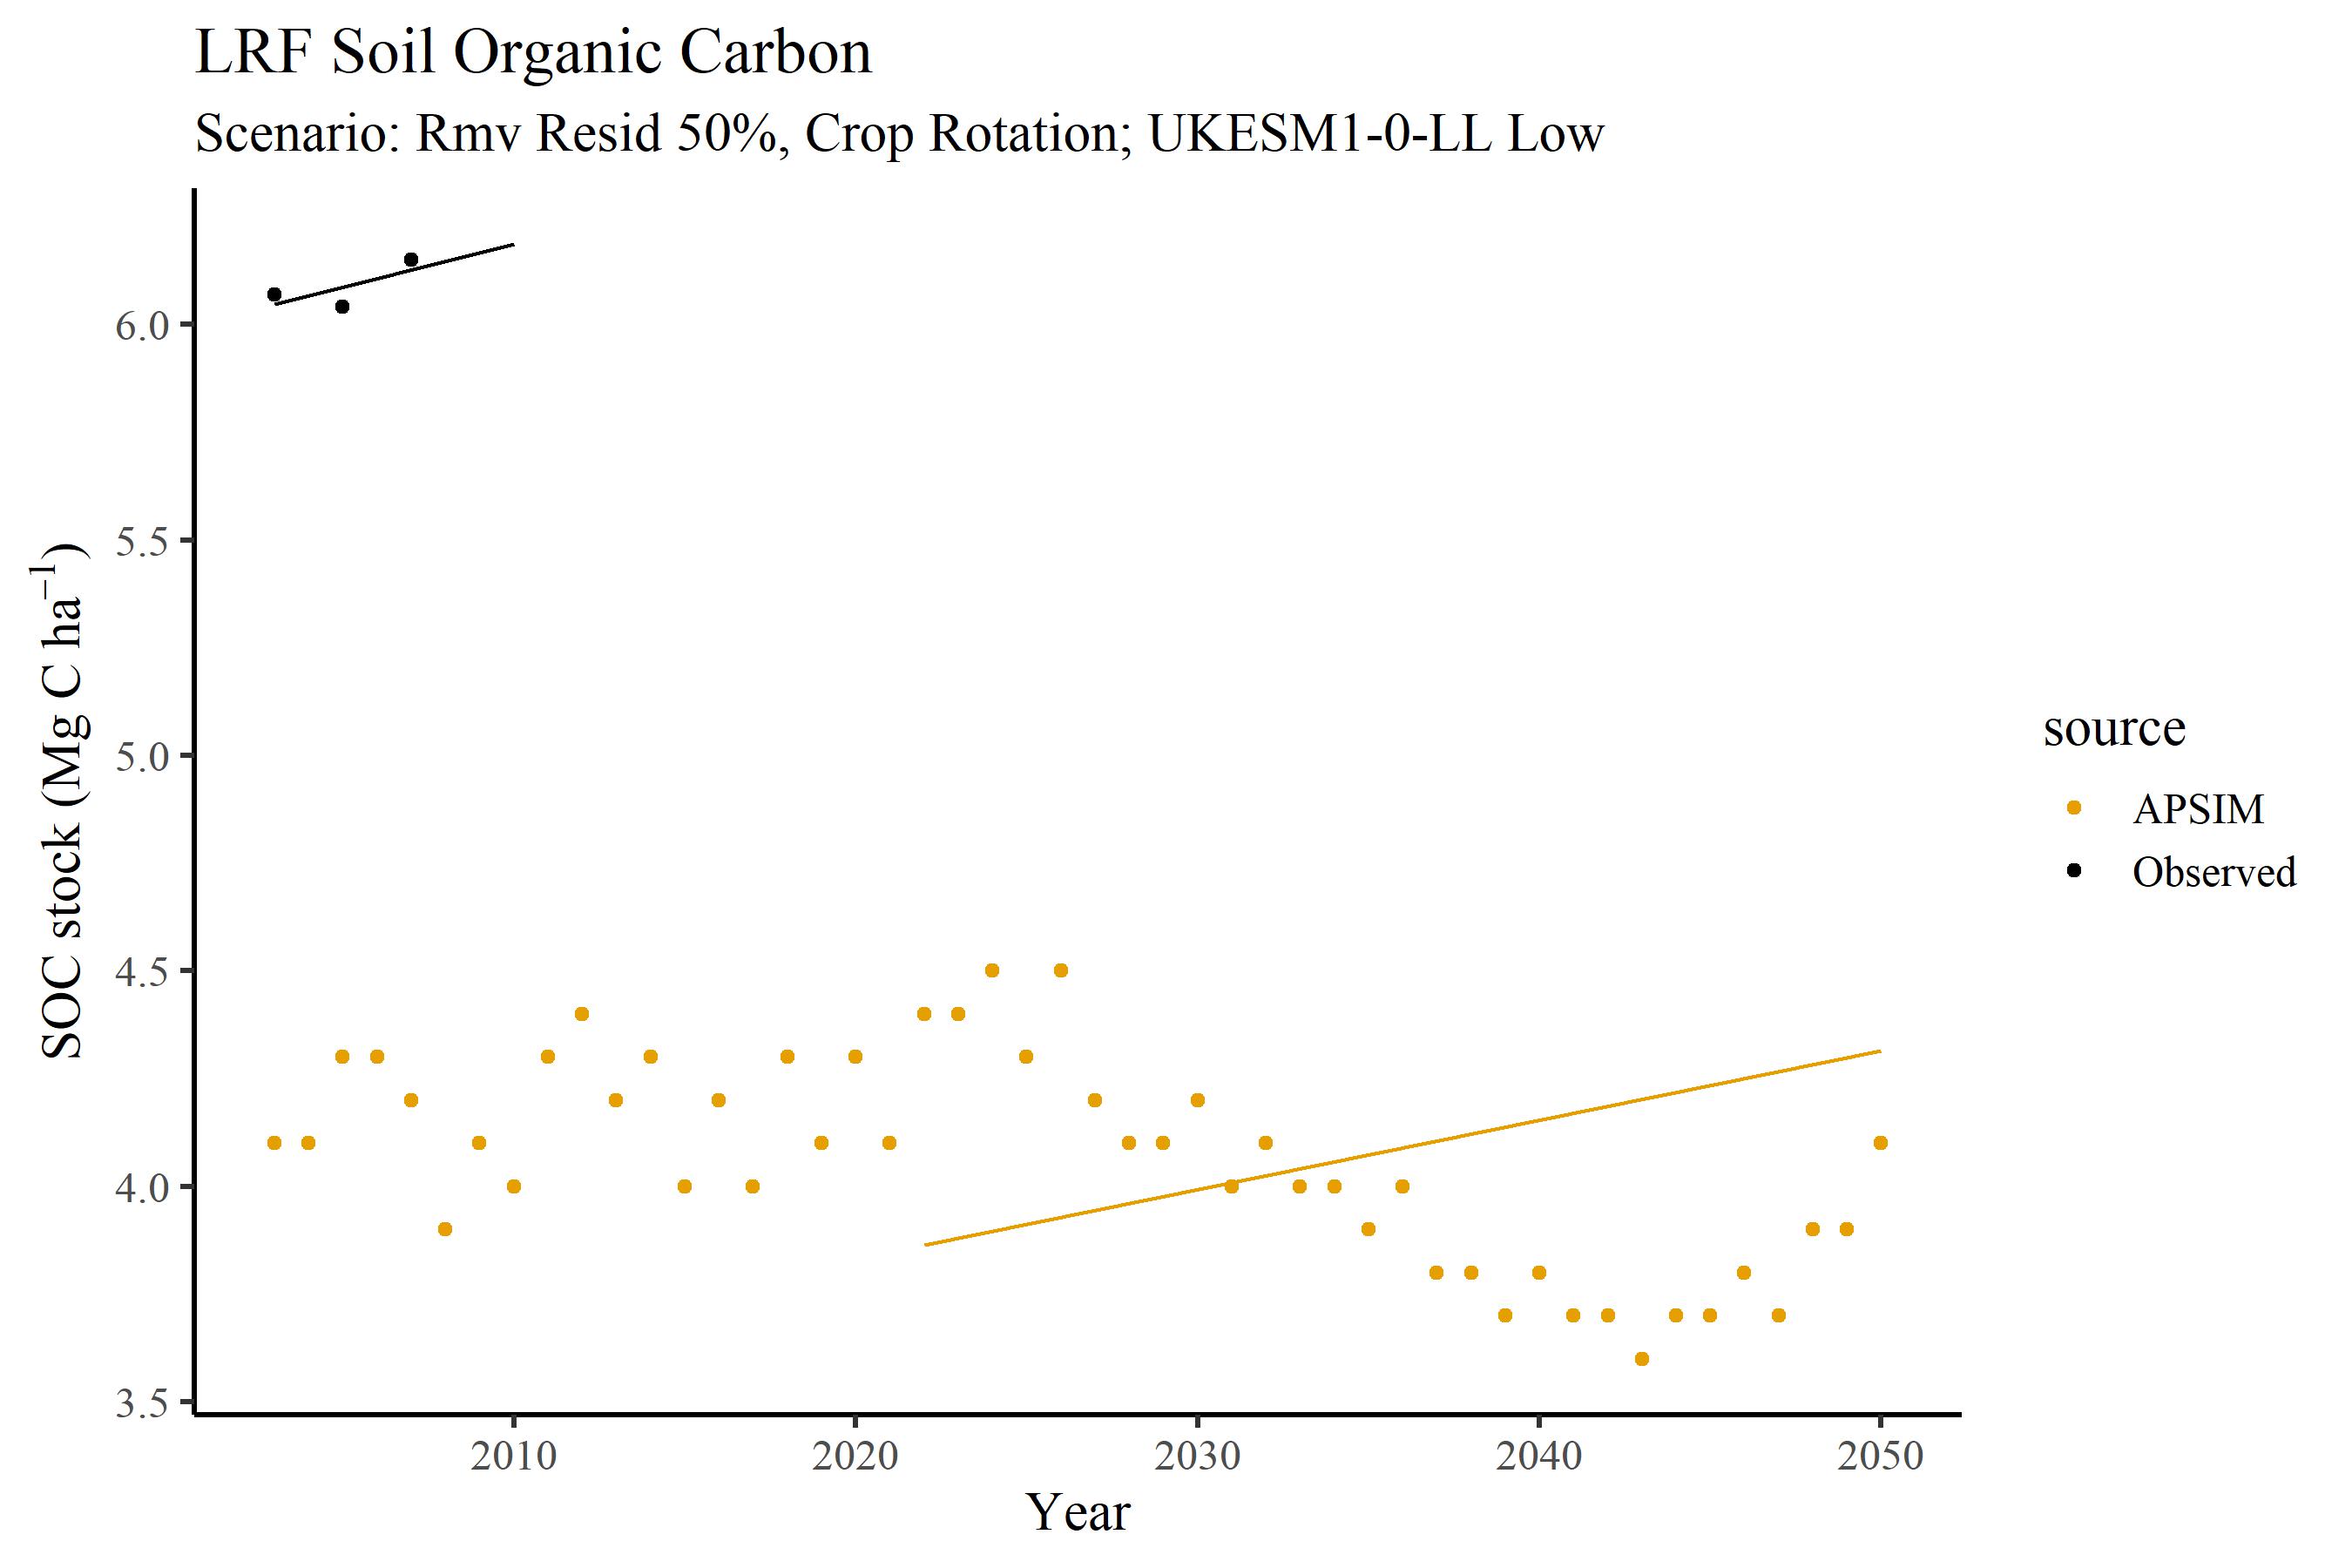 LRF Soil Organic Carbon
Scenario: Rmv Resid 50%, Crop Rotation; UKESM1-0-LL Low
SOC stock (Mg C ha⁻¹)
6.0
5.5
5.0
4.5
4.0
3.5
2010 2020 2030 2040 2050
Year
source
APSIM
Observed